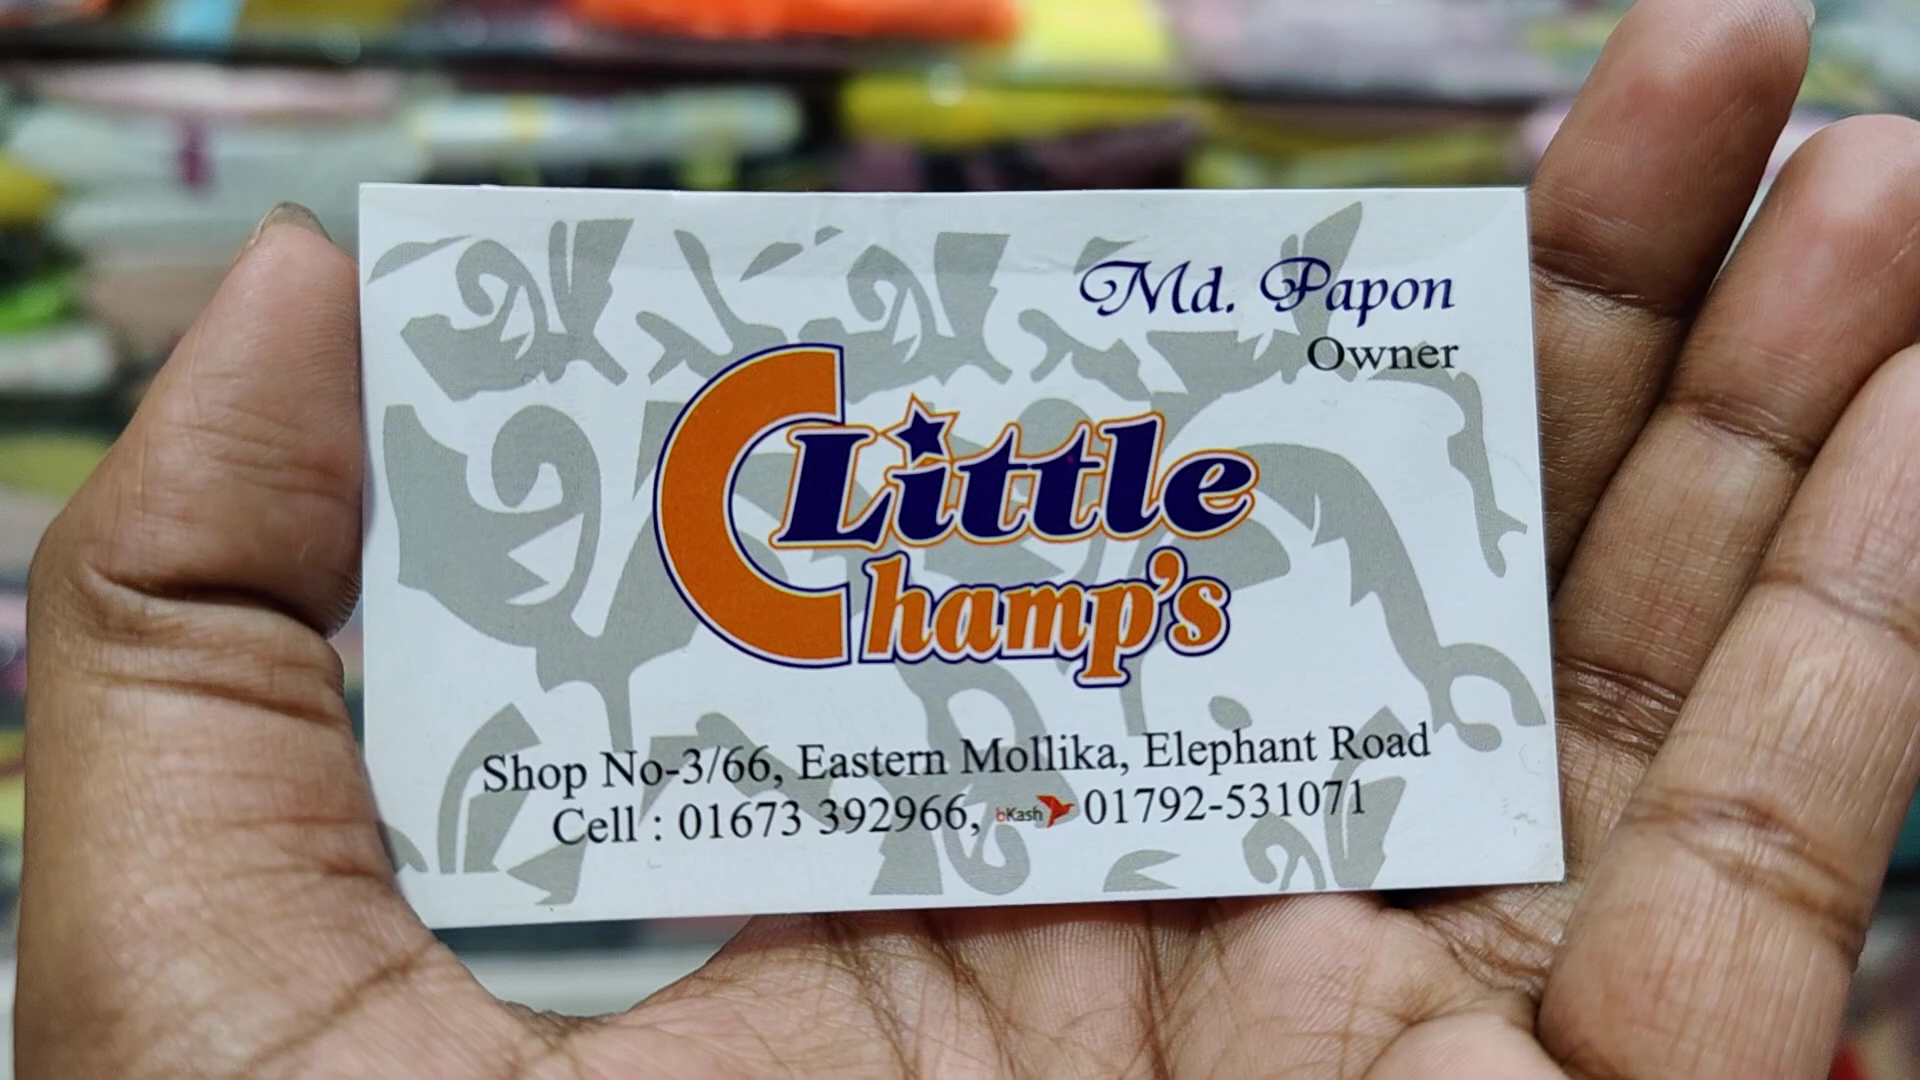 Md. Papon
Owner
Little
Champ's
Shop No-3/66, Eastern Mollika, Elephant Road
Cell : 01673 392966, bKash 01792-531071